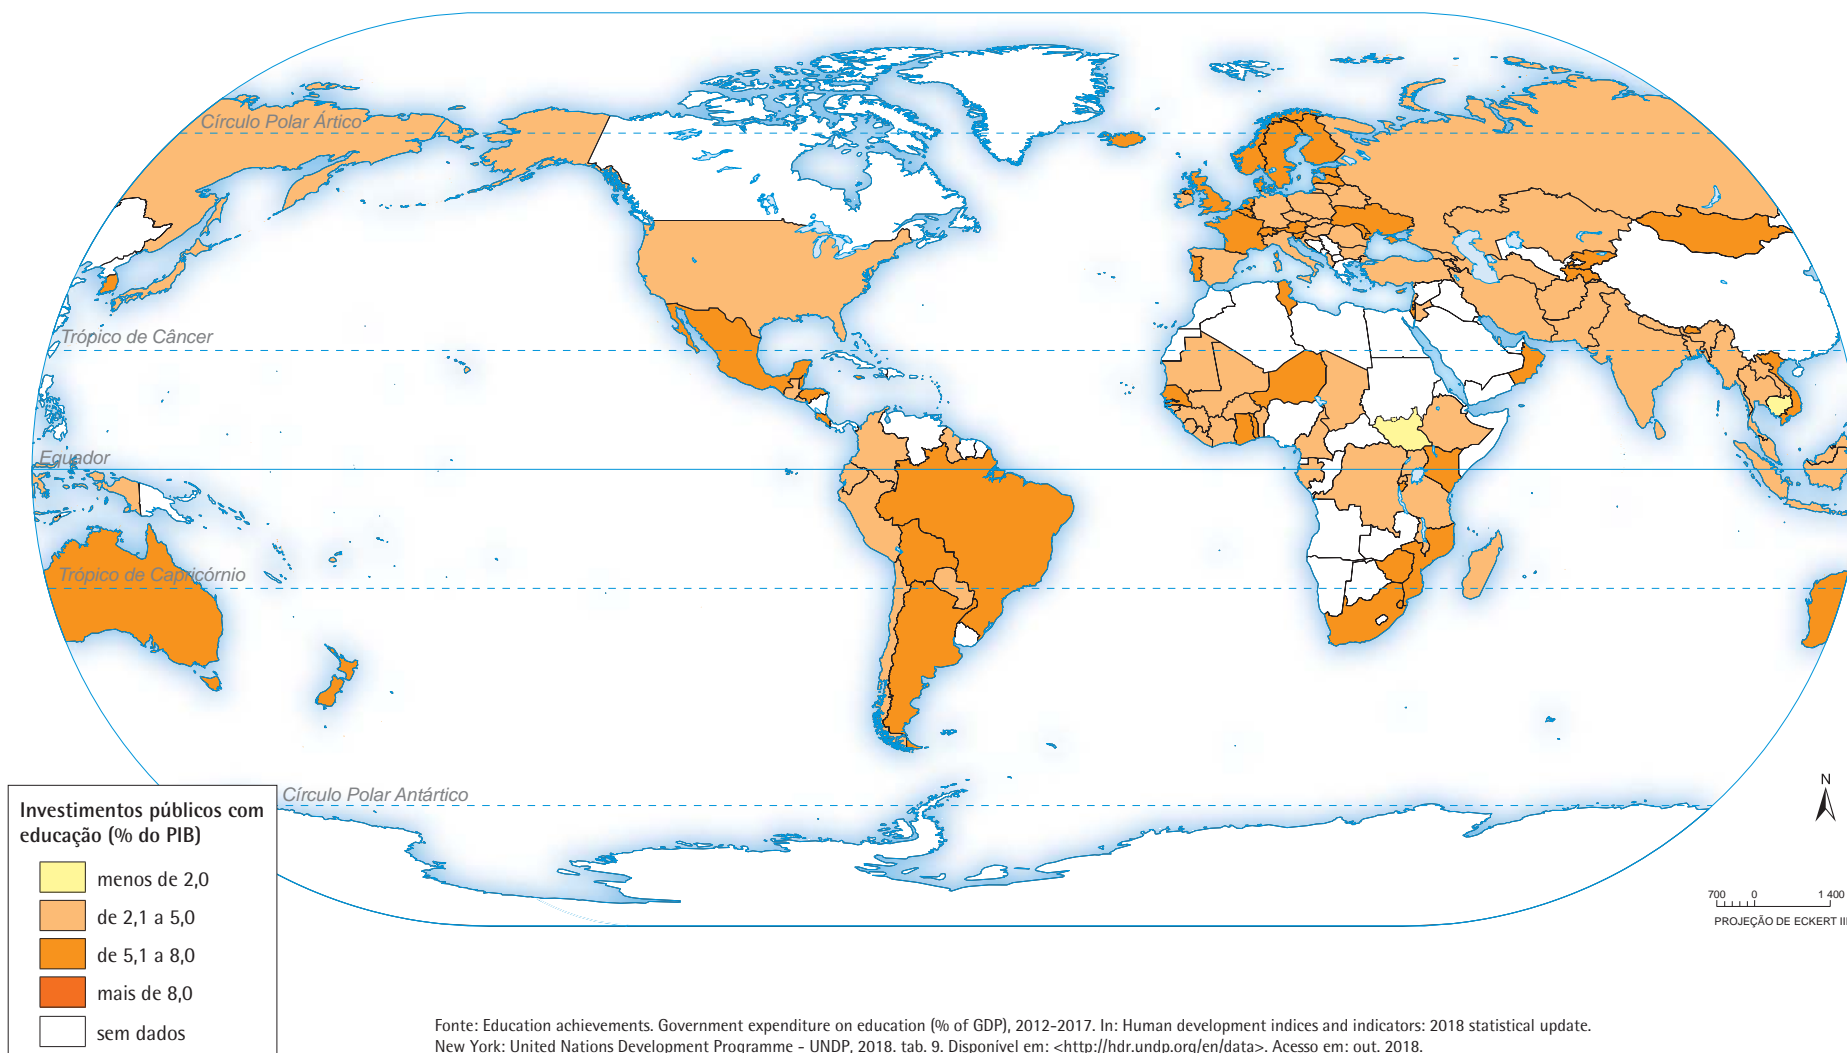 Círculo Polar Ártico
Trópico de Câncer
Equador
Trópico de Capricórnio
Círculo Polar Antártico
N
Investimentos públicos com
educação (% do PIB)
menos de 2,0
de 2,1 a 5,0
de 5,1 a 8,0
mais de 8,0
sem dados
700 0 1 400
PROJEÇÃO DE ECKERT III
Fonte: Education achievements. Government expenditure on education (% of GDP), 2012-2017. In: Human development indices and indicators: 2018 statistical update.
New York: United Nations Development Programme - UNDP, 2018. tab. 9. Disponível em: <http://hdr.undp.org/en/data>. Acesso em: out. 2018.